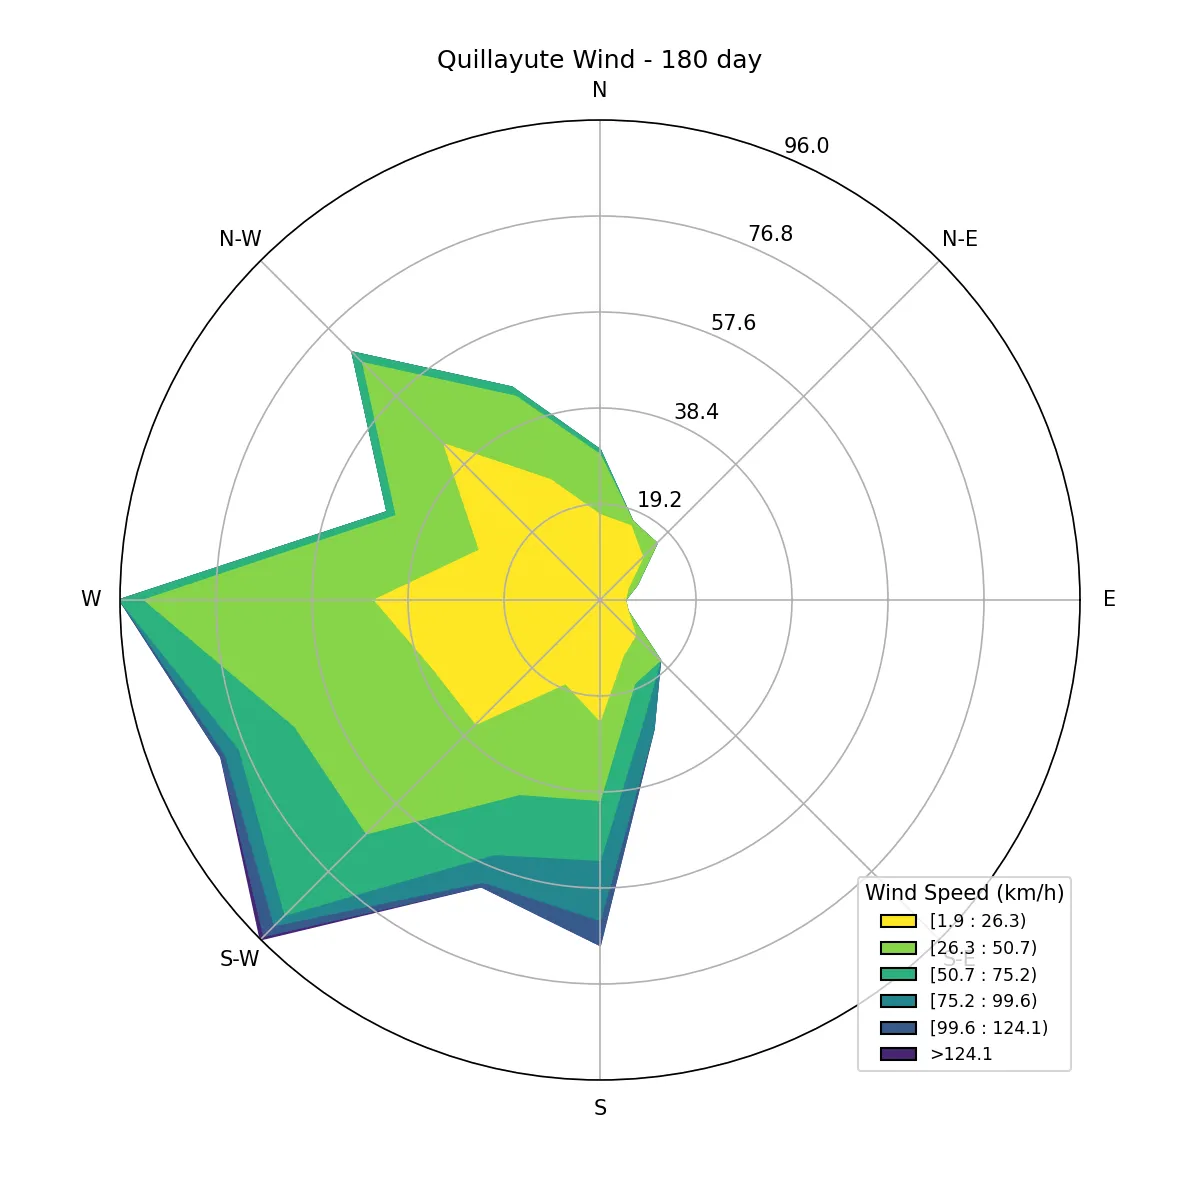 Quillayute Wind - 180 day
N
96.0
76.8
N-W
N-E
57.6
38.4
19.2
W
E
S-W
S-E
Wind Speed (km/h)
[1.9 : 26.3)
[26.3 : 50.7)
[50.7 : 75.2)
[75.2 : 99.6)
[99.6 : 124.1)
>124.1
S